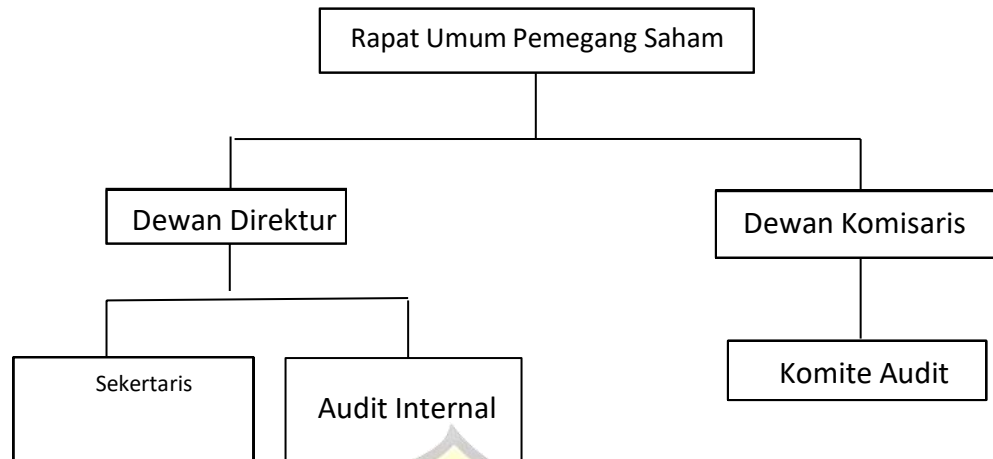 Rapat Umum Pemegang Saham
Dewan Direktur
Dewan Komisaris
Sekertaris
Audit Internal
Komite Audit